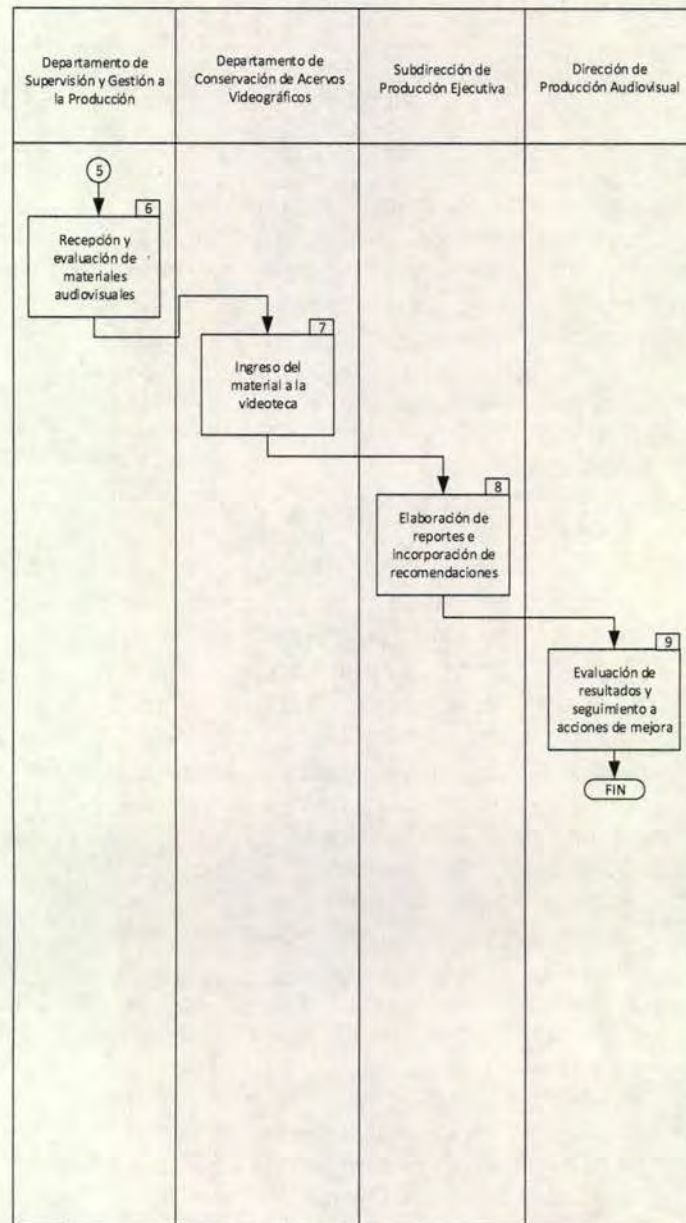 Departamento de
Supervisión y Gestión a
la Producción
Departamento de
Conservación de Acervos
Videográficos
Subdirección de
Producción Ejecutiva
Dirección de
Producción Audiovisual
5
6
Recepción y
evaluación de
materiales
audiovisuales
7
Ingreso del
material a la
videoteca
8
Elaboración de
reportes e
incorporación de
recomendaciones
9
Evaluación de
resultados y
seguimiento a
acciones de mejora
FIN